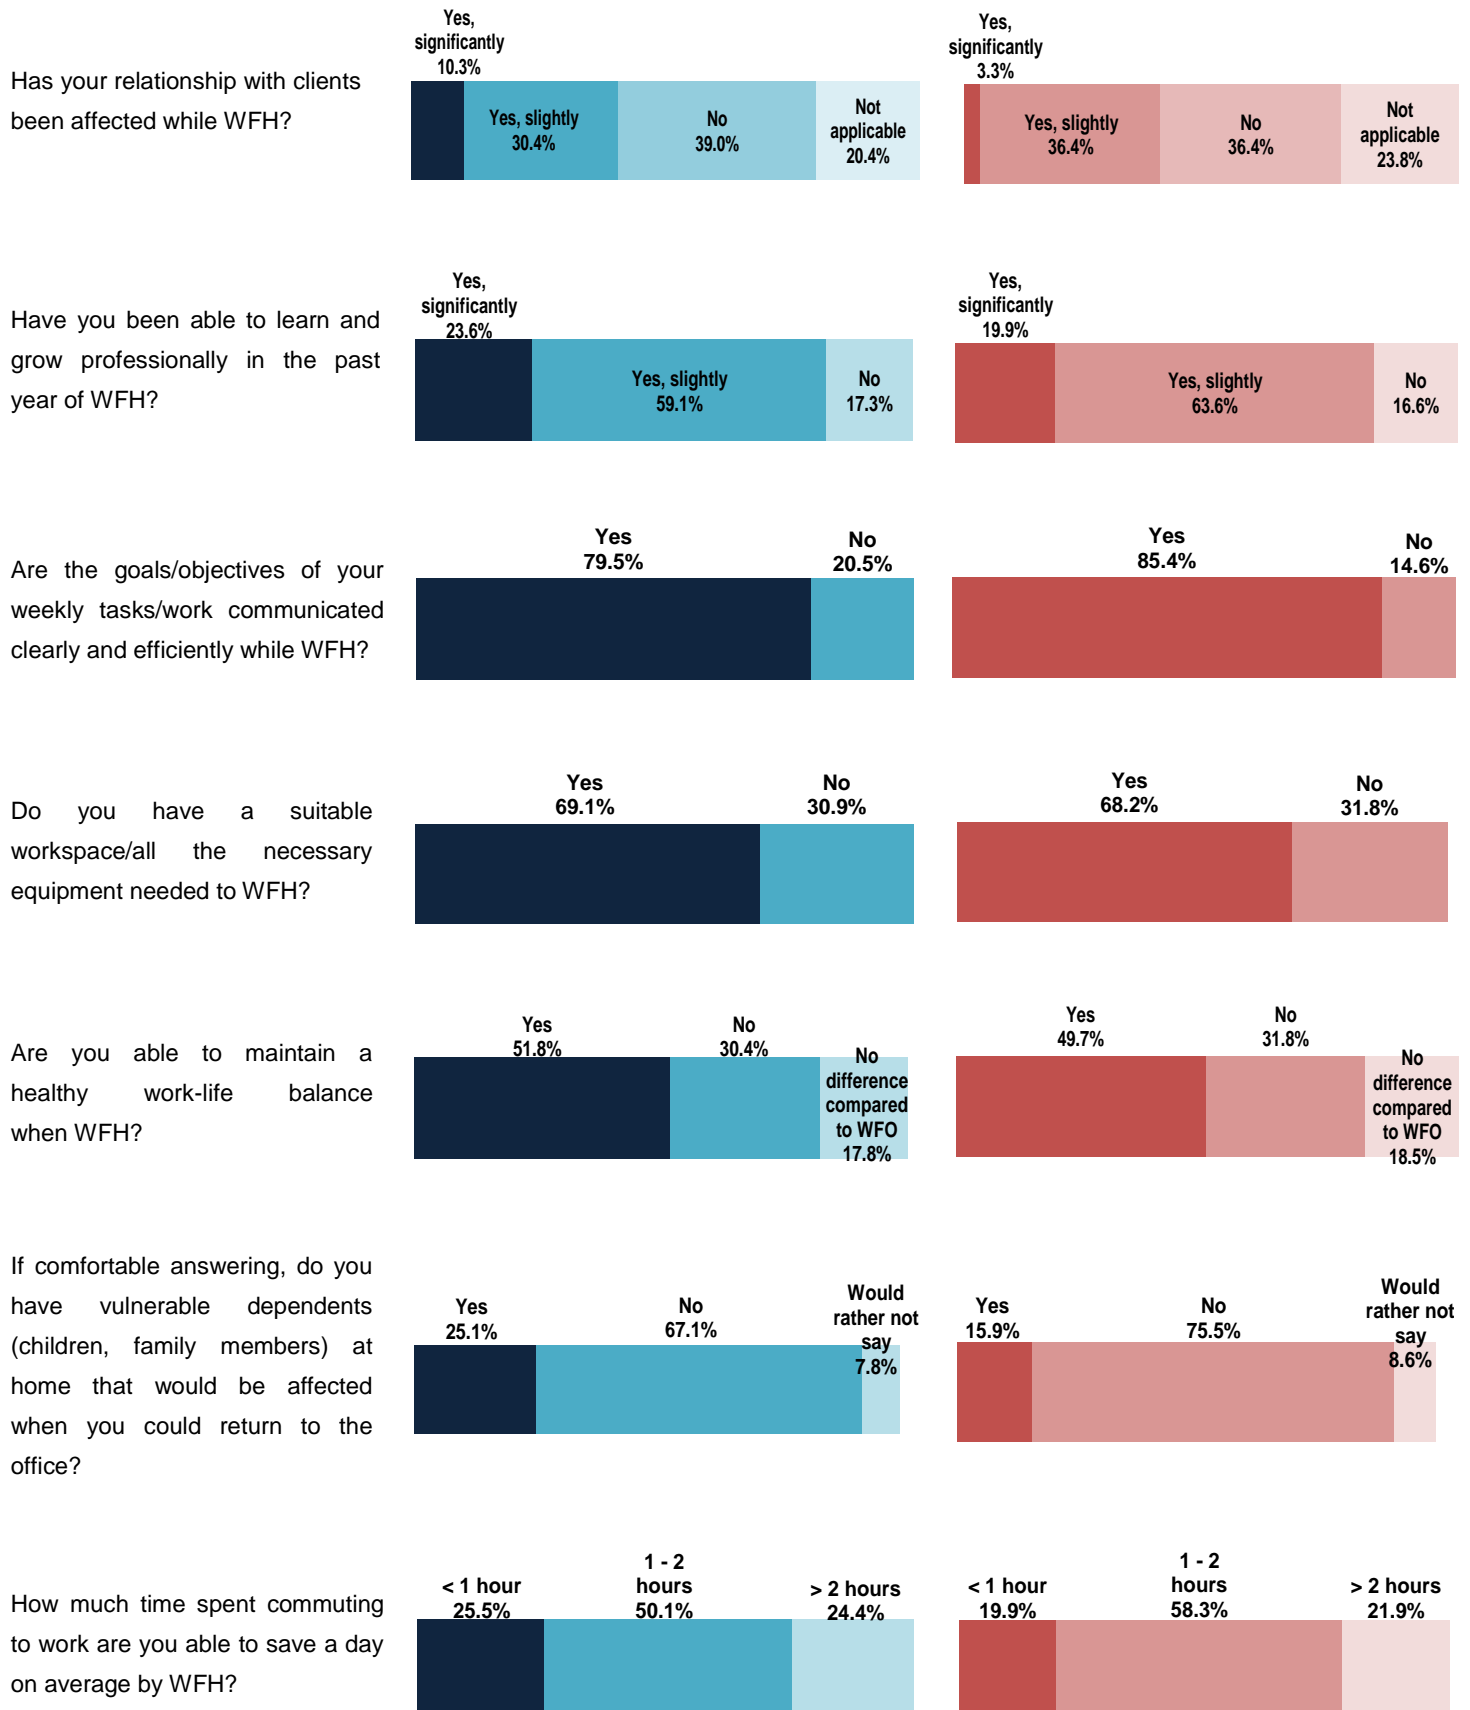 Has your relationship with clients
been affected while WFH?
Yes,
significantly
10.3%
Yes, slightly
30.4%
No
39.0%
Not
applicable
20.4%
Yes,
significantly
3.3%
Yes, slightly
36.4%
No
36.4%
Not
applicable
23.8%
Have you been able to learn and
grow professionally in the past
year of WFH?
Yes,
significantly
23.6%
Yes, slightly
59.1%
No
17.3%
Yes,
significantly
19.9%
Yes, slightly
63.6%
No
16.6%
Are the goals/objectives of your
weekly tasks/work communicated
clearly and efficiently while WFH?
Yes
79.5%
No
20.5%
Yes
85.4%
No
14.6%
Do you have a suitable
workspace/all the necessary
equipment needed to WFH?
Yes
69.1%
No
30.9%
Yes
68.2%
No
31.8%
Are you able to maintain a
healthy work-life balance
when WFH?
Yes
51.8%
No
30.4%
No
difference
compared
to WFO
17.8%
Yes
49.7%
No
31.8%
No
difference
compared
to WFO
18.5%
If comfortable answering, do you
have vulnerable dependents
(children, family members) at
home that would be affected
when you could return to the
office?
Yes
25.1%
No
67.1%
Would
rather not
say
7.8%
Yes
15.9%
No
75.5%
Would
rather not
say
8.6%
How much time spent commuting
to work are you able to save a day
on average by WFH?
< 1 hour
25.5%
1 - 2
hours
50.1%
> 2 hours
24.4%
< 1 hour
19.9%
1 - 2
hours
58.3%
> 2 hours
21.9%